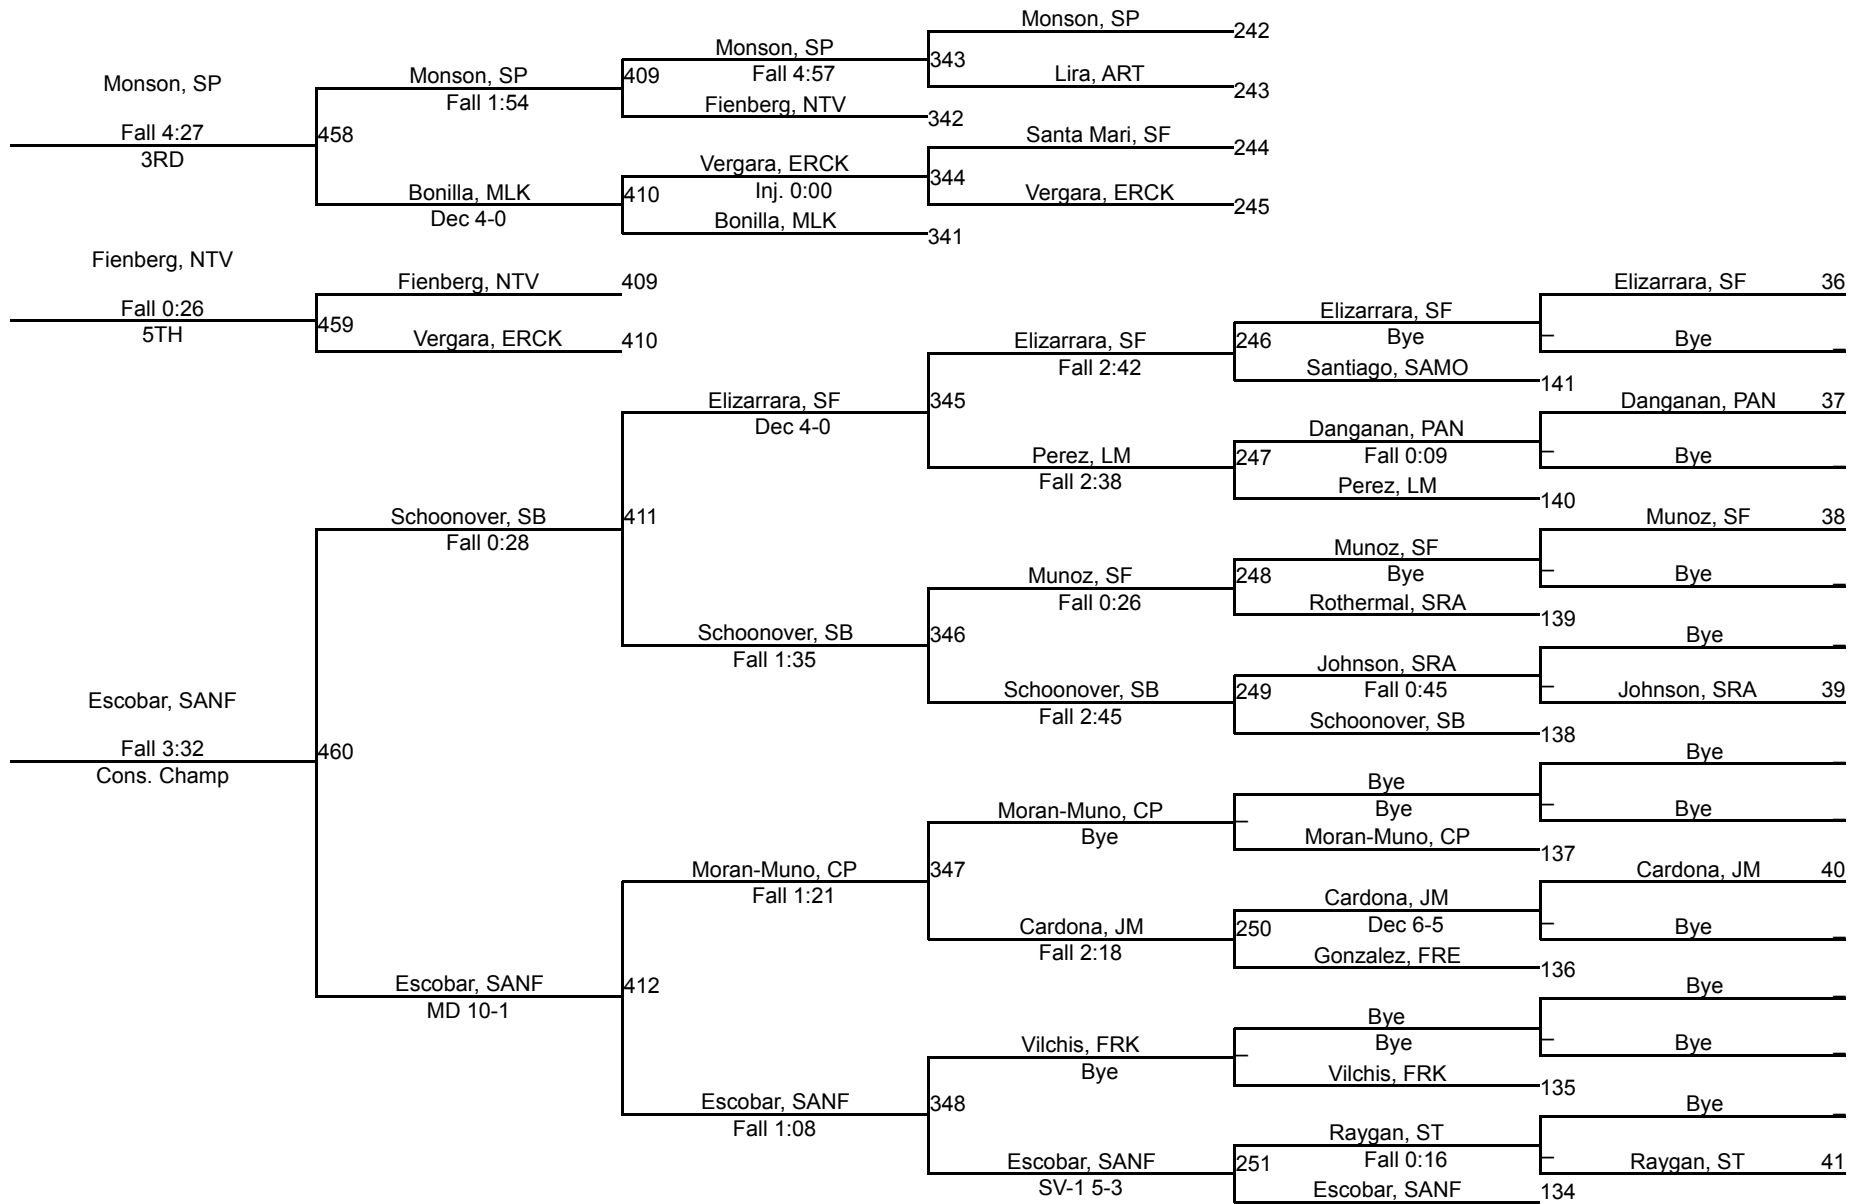 Monson, SP
Fall 4:27
3RD
458
Monson, SP
Fall 1:54
Bonilla, MLK
Dec 4-0
409
Monson, SP
Fall 4:57
Fienberg, NTV
342
410
Vergara, ERCK
Inj. 0:00
Bonilla, MLK
341
343
Monson, SP
242
Lira, ART
243
344
Santa Mari, SF
244
Vergara, ERCK
245
Fienberg, NTV
Fall 0:26
5TH
459
Fienberg, NTV
409
Vergara, ERCK
410
Escobar, SANF
Fall 3:32
Cons. Champ
460
Schoonover, SB
Fall 0:28
Escobar, SANF
MD 10-1
411
Elizarrara, SF
Dec 4-0
Schoonover, SB
Fall 1:35
412
Moran-Muno, CP
Fall 1:21
Escobar, SANF
Fall 1:08
345
Elizarrara, SF
Fall 2:42
Perez, LM
Fall 2:38
346
Munoz, SF
Fall 0:26
Schoonover, SB
Fall 2:45
347
Moran-Muno, CP
Bye
Cardona, JM
Fall 2:18
348
Vilchis, FRK
Bye
Escobar, SANF
SV-1 5-3
246
Elizarrara, SF
Bye
Santiago, SAMO
141
247
Danganan, PAN
Fall 0:09
Perez, LM
140
248
Munoz, SF
Bye
Rothermal, SRA
139
249
Johnson, SRA
Fall 0:45
Schoonover, SB
138
Bye
Bye
Moran-Muno, CP
137
250
Cardona, JM
Dec 6-5
Gonzalez, FRE
136
Bye
Bye
Vilchis, FRK
135
251
Raygan, ST
Fall 0:16
Escobar, SANF
134
Elizarrara, SF 36
Bye
Danganan, PAN 37
Bye
Munoz, SF 38
Bye
Bye
Johnson, SRA 39
Bye
Bye
Cardona, JM 40
Bye
Bye
Bye
Bye
Raygan, ST 41